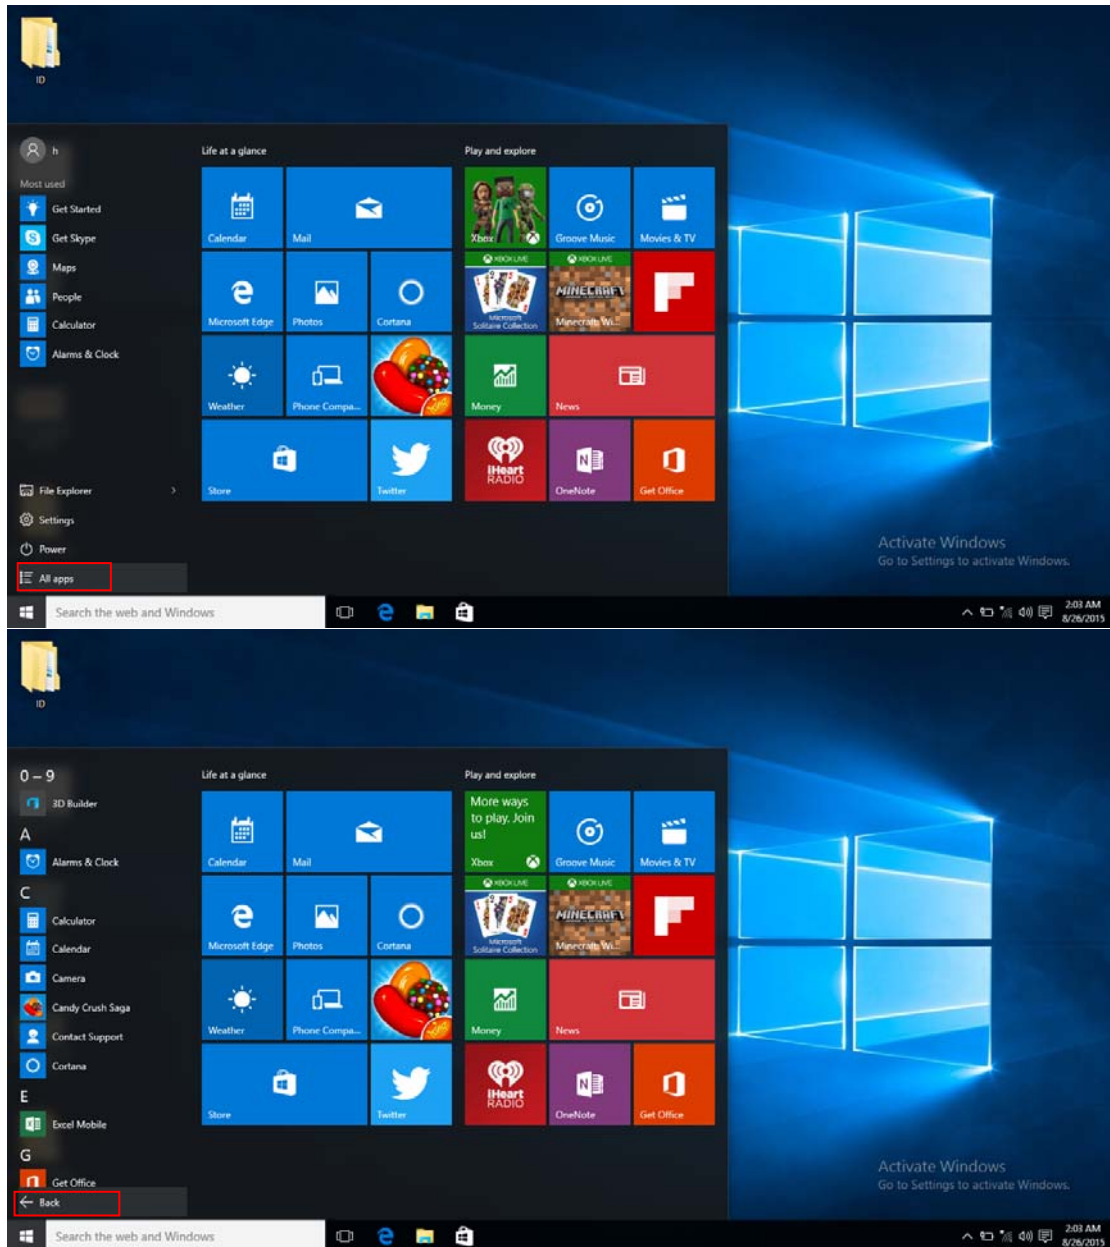 ID
h
Most used
Get Started
Get Skype
Maps
People
Calculator
Alarms & Clock
File Explorer
Settings
Power
All apps
Life at a glance
Calendar
Mail
Microsoft Edge
Photos
Cortana
Weather
Phone Compa...
Store
Twitter
Play and explore
Xbox
Groove Music
Movies & TV
XBOX LIVE
Microsoft
Solitaire Collection
XBOX LIVE
MINECRAFT
Minecraft: Wi...
Money
News
iHeart
RADIO
OneNote
Get Office
Activate Windows
Go to Settings to activate Windows.
Search the web and Windows
2:03 AM
8/26/2015
ID
0 – 9
3D Builder
A
Alarms & Clock
C
Calculator
Calendar
Camera
Candy Crush Saga
Contact Support
Cortana
E
Excel Mobile
G
Get Office
Back
Life at a glance
Calendar
Mail
Microsoft Edge
Photos
Cortana
Weather
Phone Compa...
Store
Twitter
Play and explore
More ways
to play. Join
us!
Xbox
Groove Music
Movies & TV
XBOX LIVE
Microsoft
Solitaire Collection
XBOX LIVE
MINECRAFT
Minecraft: Wi...
Money
News
iHeart
RADIO
OneNote
Get Office
Activate Windows
Go to Settings to activate Windows.
Search the web and Windows
2:03 AM
8/26/2015